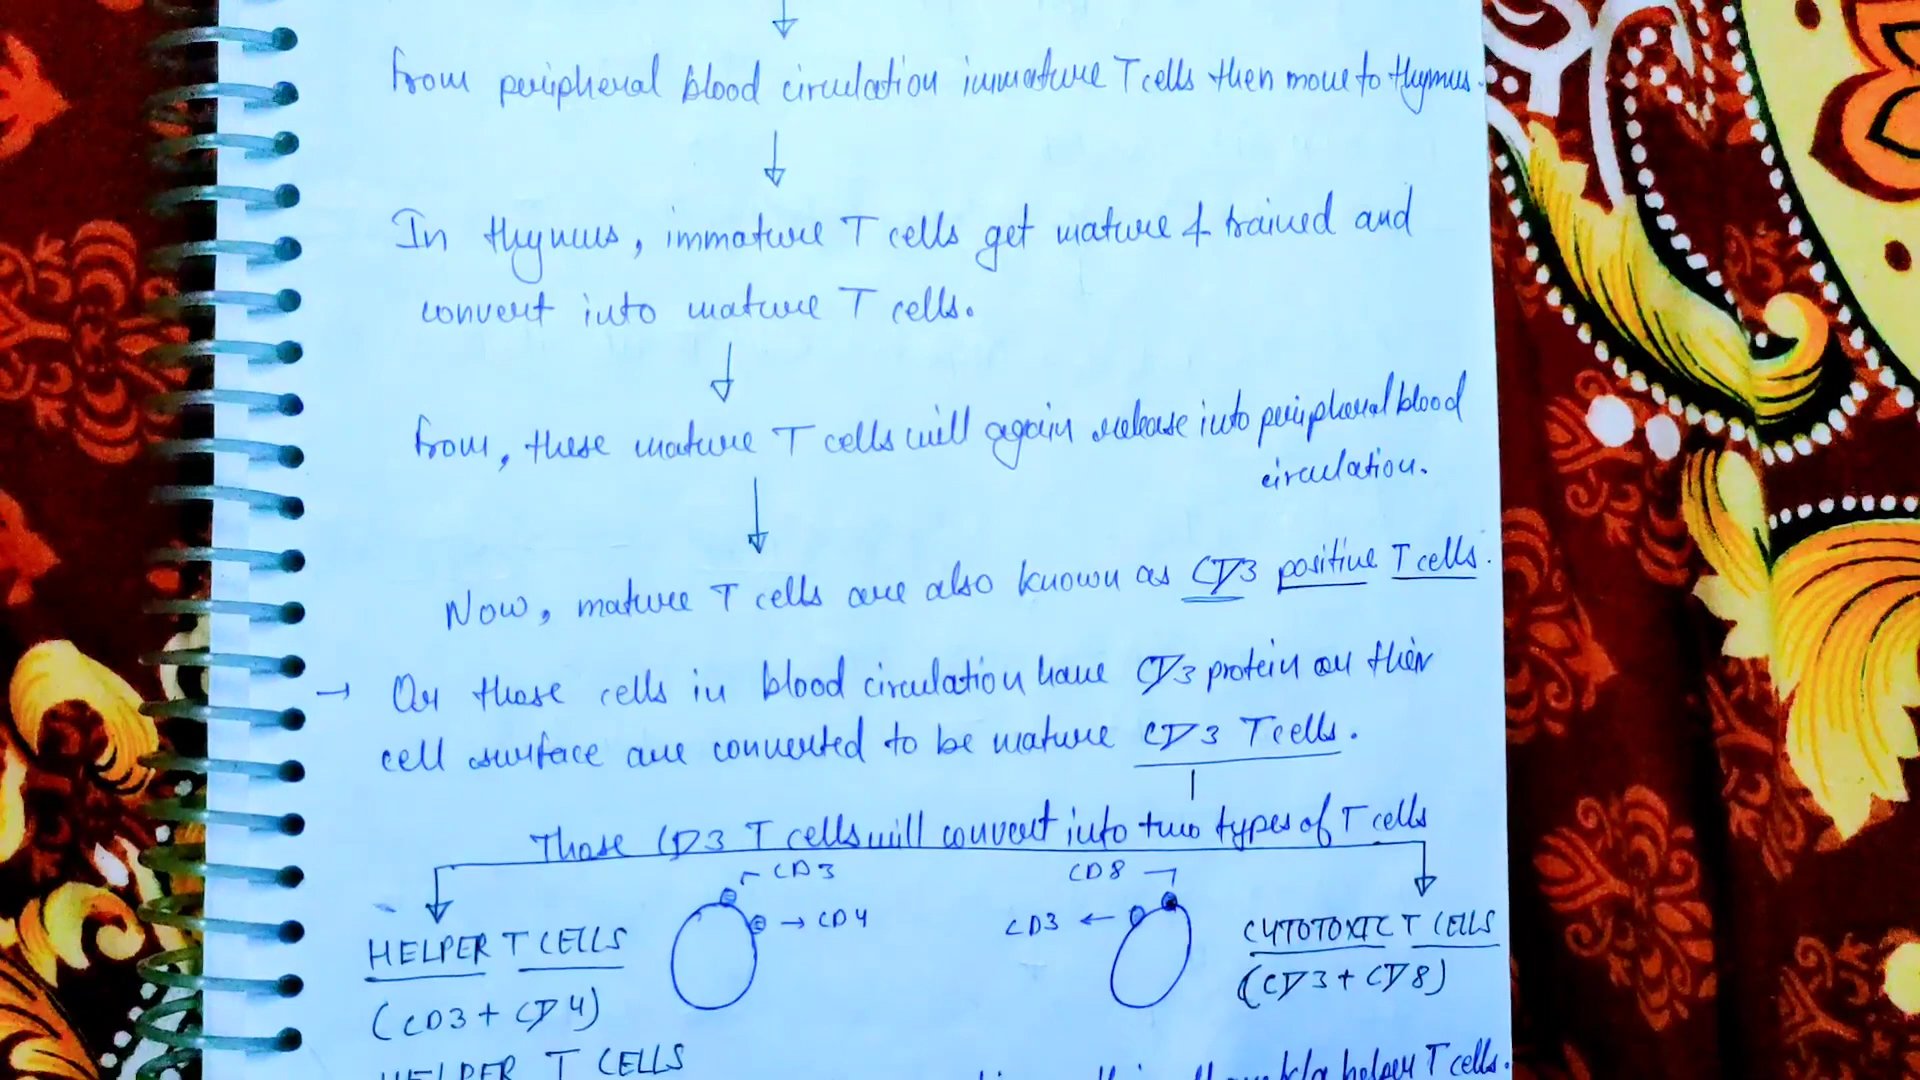 from peripheral blood circulation immature T cells then move to thymus.
In thymus, immature T cells get mature & trained and
convert into mature T cells.
from, these mature T cells will again release into peripheral blood
circulation.
Now, mature T cells are also known as CD3 positive T cells.
→ Or those cells in blood circulation have CD3 protein on their
cell surface are converted to be mature CD3 T cells.
Those CD3 T cells will convert into two types of T cells
CD3
CD8
→ CD4
CD3 ←
HELPER T CELLS
CYTOTOXIC T CELLS
(CD3 + CD4)
(CD3 + CD8)
HELPER T CELLS
helper T cells.